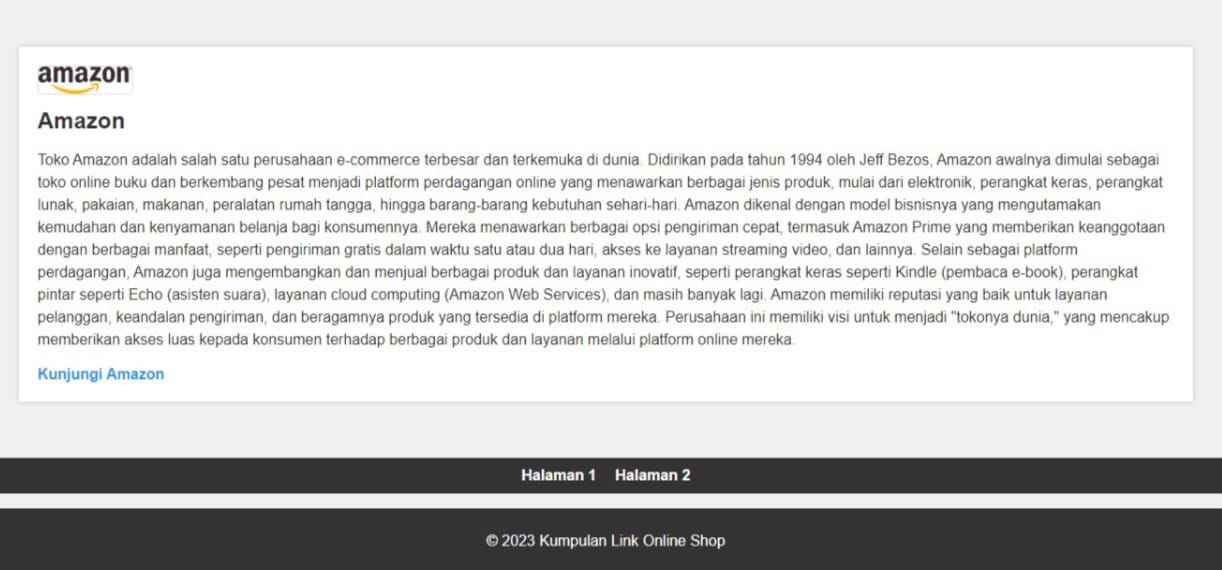 amazon
Amazon
Toko Amazon adalah salah satu perusahaan e-commerce terbesar dan terkemuka di dunia. Didirikan pada tahun 1994 oleh Jeff Bezos, Amazon awalnya dimulai sebagai
toko online buku dan berkembang pesat menjadi platform perdagangan online yang menawarkan berbagai jenis produk, mulai dari elektronik, perangkat keras, perangkat
lunak, pakaian, makanan, peralatan rumah tangga, hingga barang-barang kebutuhan sehari-hari. Amazon dikenal dengan model bisnisnya yang mengutamakan
kemudahan dan kenyamanan belanja bagi konsumennya. Mereka menawarkan berbagai opsi pengiriman cepat, termasuk Amazon Prime yang memberikan keanggotaan
dengan berbagai manfaat, seperti pengiriman gratis dalam waktu satu atau dua hari, akses ke layanan streaming video, dan lainnya. Selain sebagai platform
perdagangan, Amazon juga mengembangkan dan menjual berbagai produk dan layanan inovatif, seperti perangkat keras seperti Kindle (pembaca e-book), perangkat
pintar seperti Echo (asisten suara), layanan cloud computing (Amazon Web Services), dan masih banyak lagi. Amazon memiliki reputasi yang baik untuk layanan
pelanggan, keandalan pengiriman, dan beragamnya produk yang tersedia di platform mereka. Perusahaan ini memiliki visi untuk menjadi "tokonya dunia," yang mencakup
memberikan akses luas kepada konsumen terhadap berbagai produk dan layanan melalui platform online mereka.
Kunjungi Amazon
Halaman 1 Halaman 2
© 2023 Kumpulan Link Online Shop